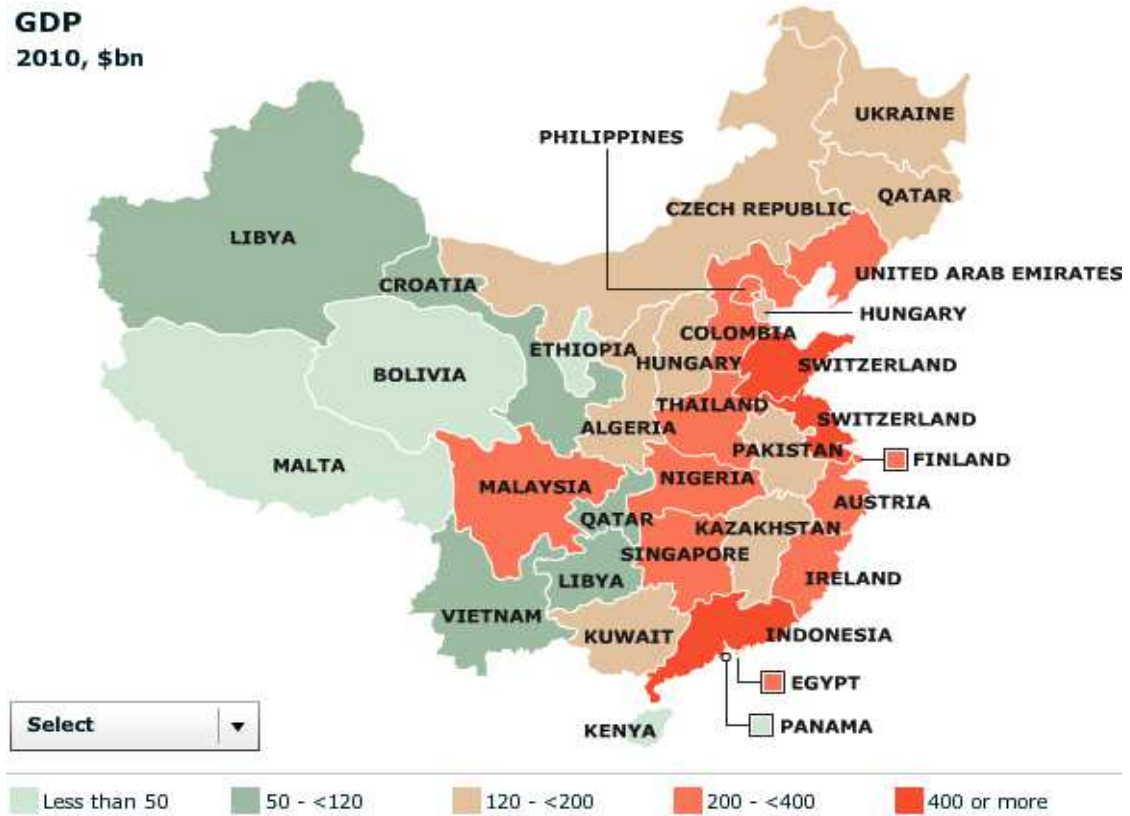 GDP
2010, $bn
UKRAINE
PHILIPPINES
QATAR
CZECH REPUBLIC
LIBYA
UNITED ARAB EMIRATES
CROATIA
HUNGARY
COLOMBIA
ETHIOPIA
HUNGARY
SWITZERLAND
BOLIVIA
THAILAND
SWITZERLAND
ALGERIA
PAKISTAN
FINLAND
MALTA
NIGERIA
MALAYSIA
AUSTRIA
QATAR
KAZAKHSTAN
SINGAPORE
LIBYA
IRELAND
VIETNAM
KUWAIT
INDONESIA
EGYPT
Select
KENYA
PANAMA
Less than 50
50 - <120
120 - <200
200 - <400
400 or more